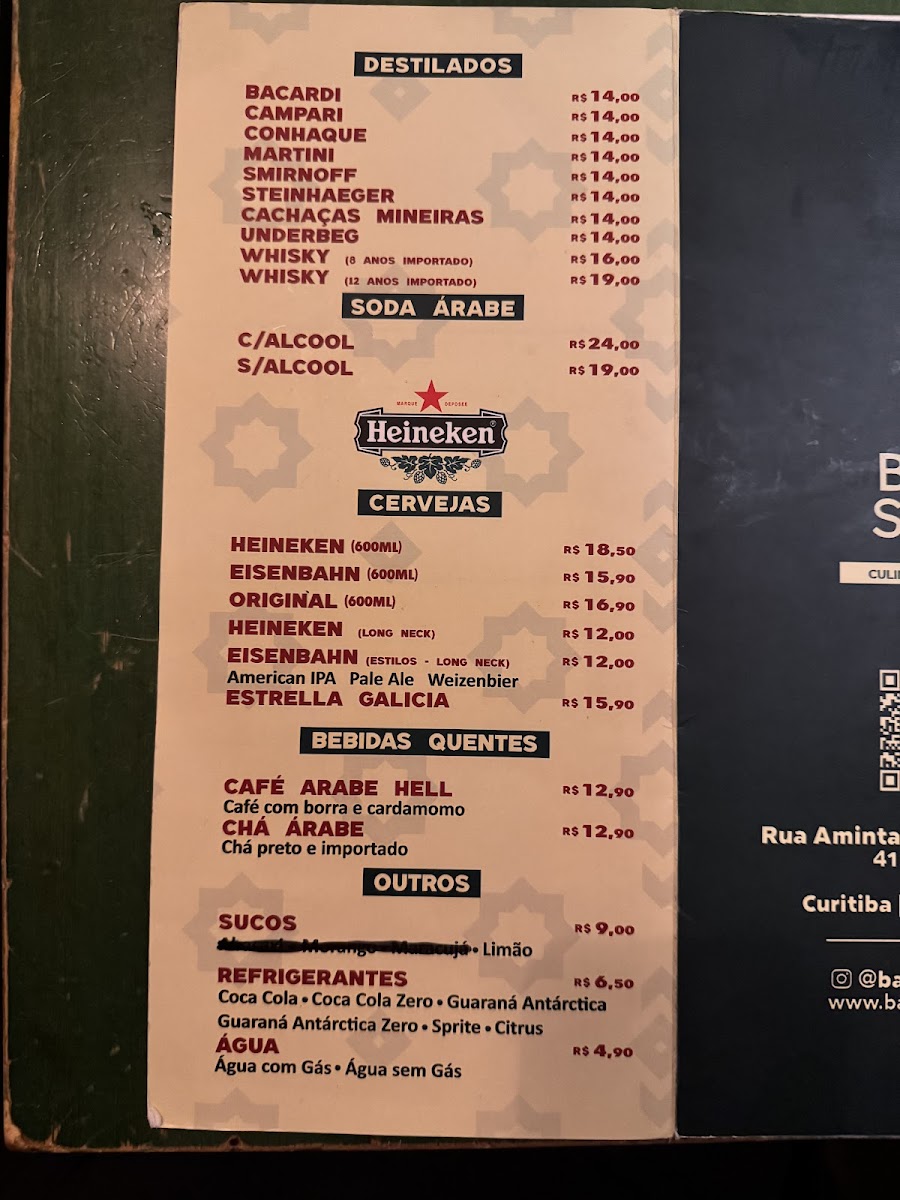 DESTILADOS
BACARDI R$ 14,00
CAMPARI R$ 14,00
CONHAQUE R$ 14,00
MARTINI R$ 14,00
SMIRNOFF R$ 14,00
STEINHAEGER R$ 14,00
CACHAÇAS MINEIRAS R$ 14,00
UNDERBEG R$ 14,00
WHISKY (8 ANOS IMPORTADO) R$ 16,00
WHISKY (12 ANOS IMPORTADO) R$ 19,00
SODA ÁRABE
C/ALCOOL R$ 24,00
S/ALCOOL R$ 19,00
MARQUE DEPOSÉE
Heineken®
CERVEJAS
HEINEKEN (600ML) R$ 18,50
EISENBAHN (600ML) R$ 15,90
ORIGINAL (600ML) R$ 16,90
HEINEKEN (LONG NECK) R$ 12,00
EISENBAHN (ESTILOS - LONG NECK) R$ 12,00
American IPA Pale Ale Weizenbier
ESTRELLA GALICIA R$ 15,90
BEBIDAS QUENTES
CAFÉ ARABE HELL R$ 12,90
Café com borra e cardamomo
CHÁ ÁRABE R$ 12,90
Chá preto e importado
OUTROS
SUCOS R$ 9,00
Morango • Maracujá • Limão
REFRIGERANTES R$ 6,50
Coca Cola • Coca Cola Zero • Guaraná Antárctica
Guaraná Antárctica Zero • Sprite • Citrus
ÁGUA R$ 4,90
Água com Gás • Água sem Gás
B
S
CULI
Rua Aminta
41
Curitiba |
@ba
www.ba